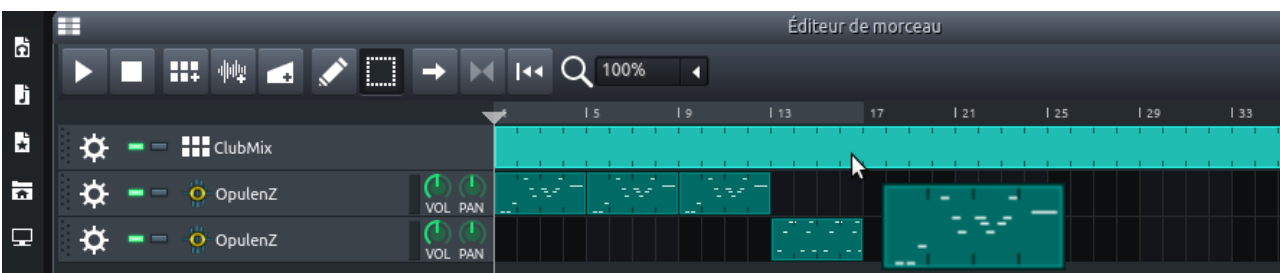 Éditeur de morceau
100%
5 9 13 17 21 25 29 33
ClubMix
OpulenZ VOL PAN
OpulenZ VOL PAN